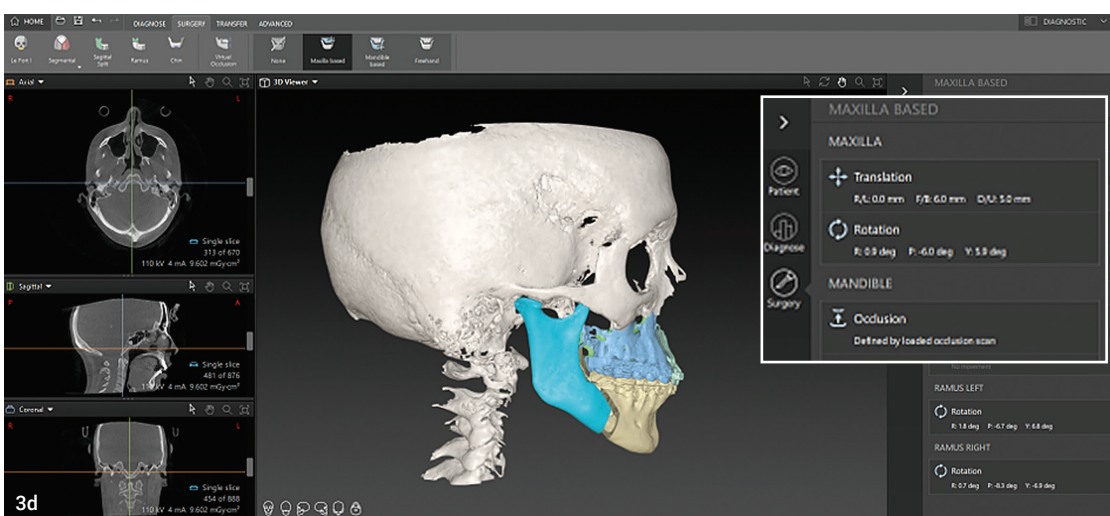 HOME
DIAGNOSE SURGERY TRANSFER ADVANCED
DIAGNOSTIC
Le Fort I
Segmental
Sagittal Split
Ramus
Chin
Virtual Occlusion
None
Maxilla based
Mandible based
Freehand
Axial
R
L
Single slice
313 of 670
110 kV 4 mA 9.602 mGy·cm²
Sagittal
P
A
Single slice
481 of 876
110 kV 4 mA 9.602 mGy·cm²
Coronal
R
L
Single slice
454 of 888
110 kV 4 mA 9.602 mGy·cm²
3d
3D Viewer
MAXILLA BASED
MAXILLA BASED
Patient
Diagnose
Surgery
MAXILLA
Translation
R/L: 0.0 mm F/B: 6.0 mm D/U: 5.0 mm
Rotation
R: 0.9 deg P: -6.0 deg Y: 5.9 deg
MANDIBLE
Occlusion
Defined by loaded occlusion scan
No movement
RAMUS LEFT
Rotation
R: 1.8 deg P: -6.7 deg Y: 6.8 deg
RAMUS RIGHT
Rotation
R: 0.7 deg P: -8.3 deg Y: -6.9 deg